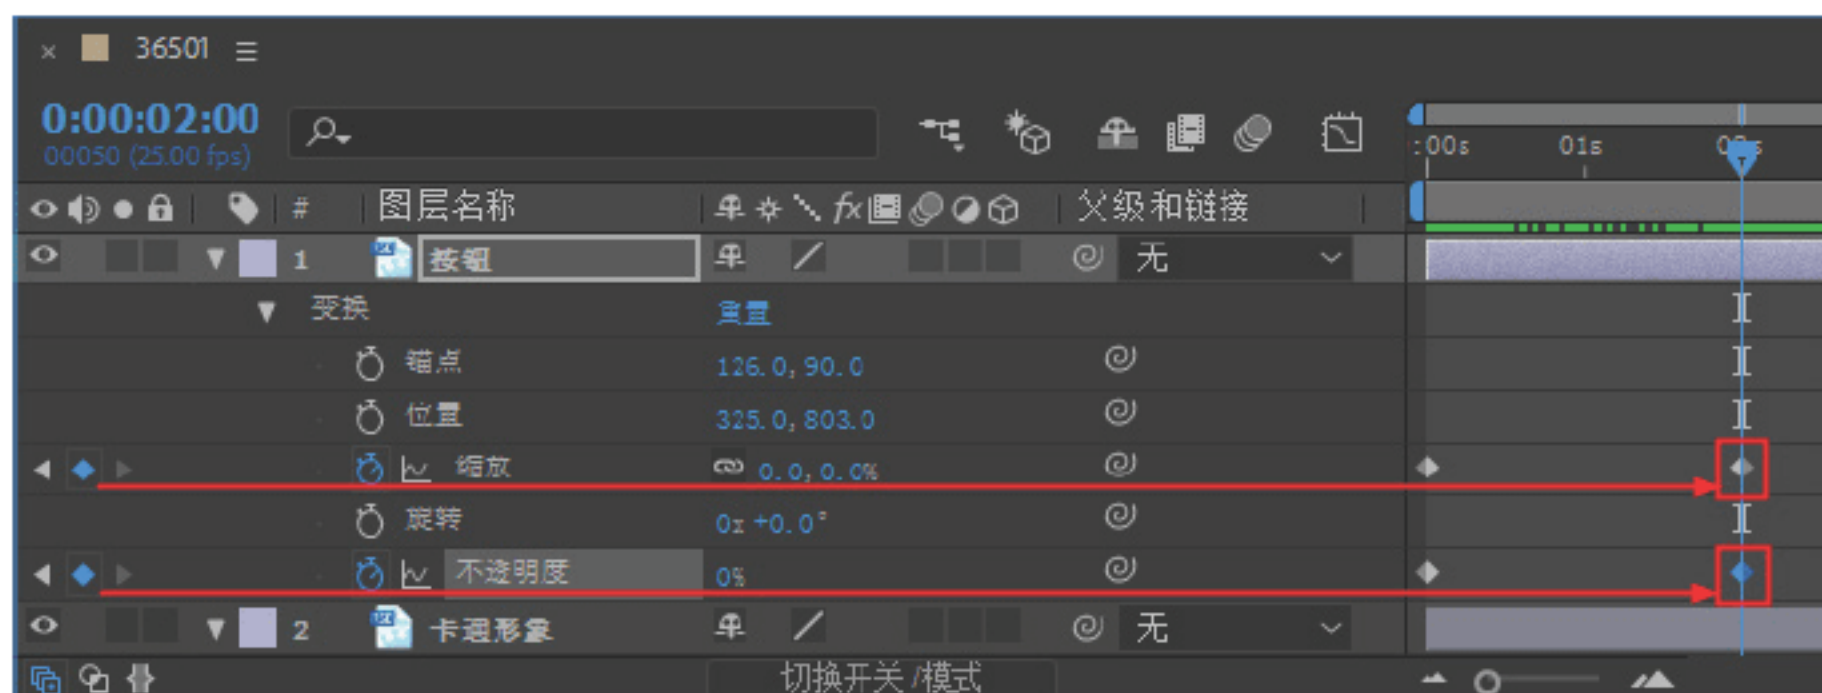 36501
0:00:02:00
00050 (25.00 fps)
:00s 01s
# 图层名称 fx 父级和链接
1 按钮 无
变换 重置
锚点 126.0, 90.0
位置 325.0, 803.0
缩放 0.0, 0.0%
旋转 0x +0.0°
不透明度 0%
2 卡通形象 无
切换开关 /模式